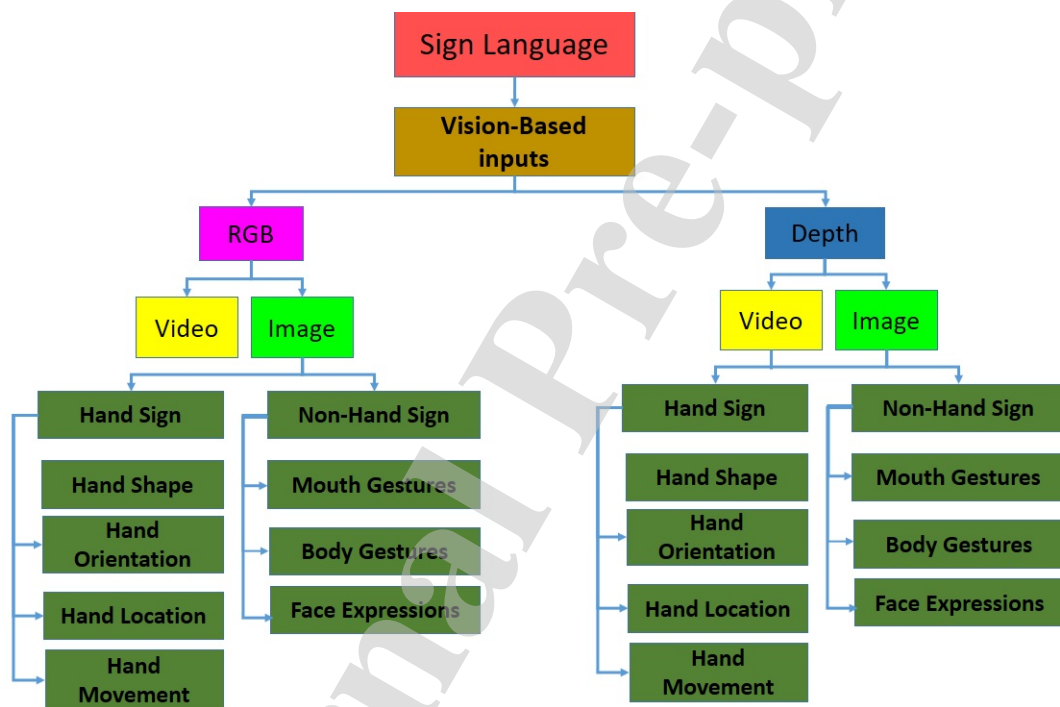 Sign Language
Vision-Based
inputs
RGB
Depth
Video
Image
Video
Image
Hand Sign
Non-Hand Sign
Hand Shape
Mouth Gestures
Hand
Orientation
Body Gestures
Hand Location
Face Expressions
Hand
Movement
Hand Sign
Non-Hand Sign
Hand Shape
Mouth Gestures
Hand
Orientation
Body Gestures
Hand Location
Face Expressions
Hand
Movement